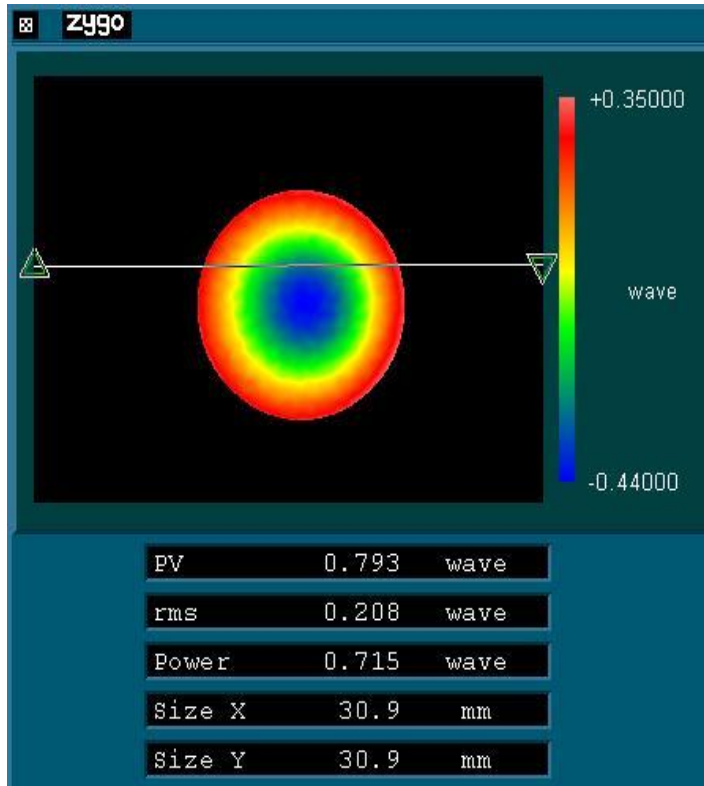 zygo
+0.35000
wave
-0.44000
PV 0.793 wave
rms 0.208 wave
Power 0.715 wave
Size X 30.9 mm
Size Y 30.9 mm